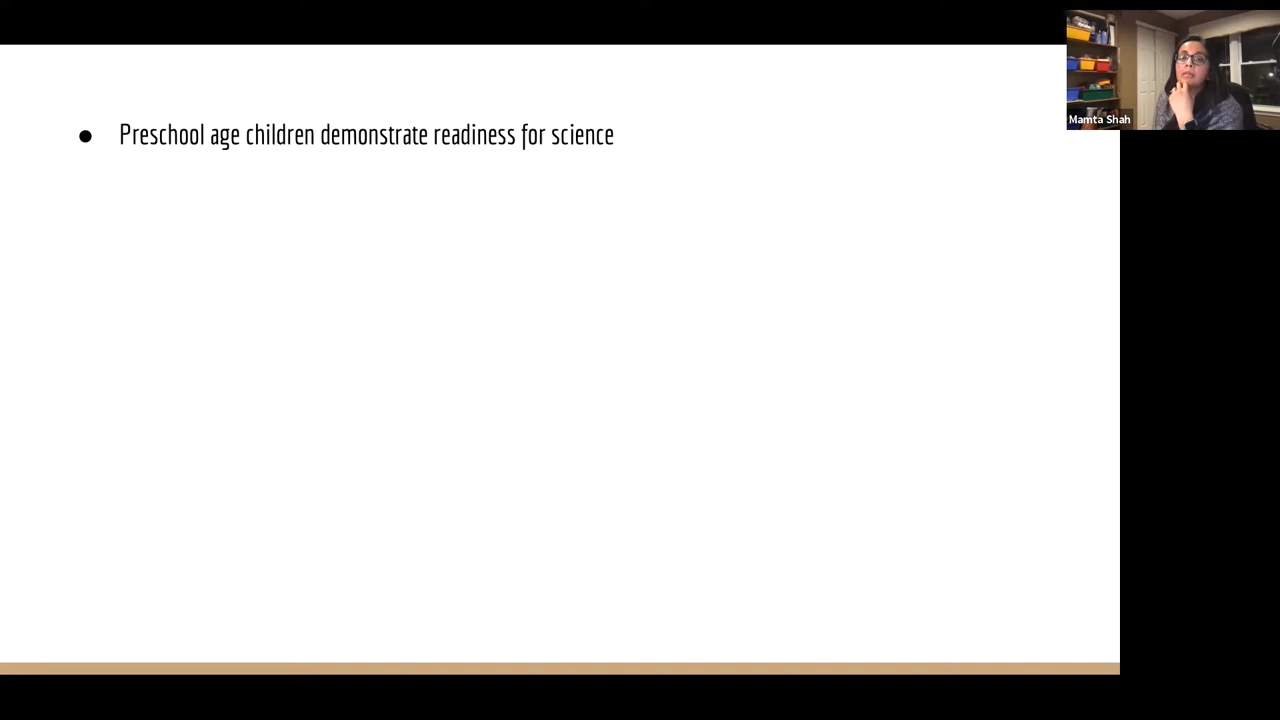 ● Preschool age children demonstrate readiness for science
Mamta Shah